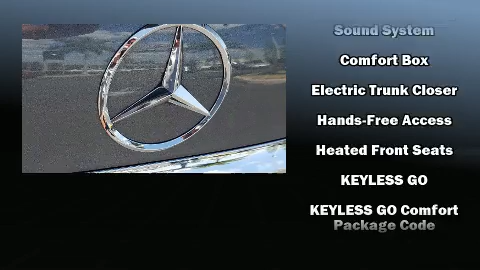 Sound System
Comfort Box
Electric Trunk Closer
Hands-Free Access
Heated Front Seats
KEYLESS GO
KEYLESS GO Comfort
Package Code